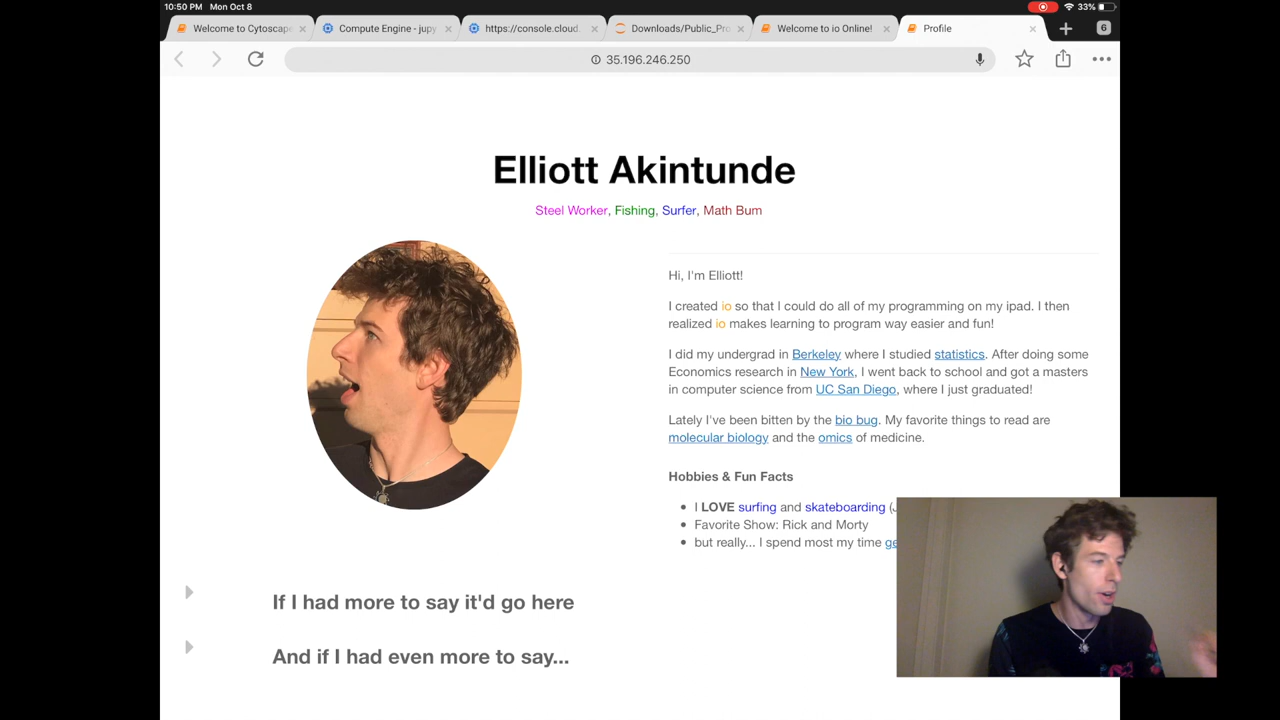 10:50 PM Mon Oct 8
33%
Welcome to Cytoscape
Compute Engine - jupy
https://console.cloud.
Downloads/Public_Pro
Welcome to io Online!
Profile
6
35.196.246.250
Elliott Akintunde
Steel Worker, Fishing, Surfer, Math Bum
Hi, I'm Elliott!
I created io so that I could do all of my programming on my ipad. I then
realized io makes learning to program way easier and fun!
I did my undergrad in Berkeley where I studied statistics. After doing some
Economics research in New York, I went back to school and got a masters
in computer science from UC San Diego, where I just graduated!
Lately I've been bitten by the bio bug. My favorite things to read are
molecular biology and the omics of medicine.
Hobbies & Fun Facts
I LOVE surfing and skateboarding (
Favorite Show: Rick and Morty
but really... I spend most my time ge
If I had more to say it'd go here
And if I had even more to say...